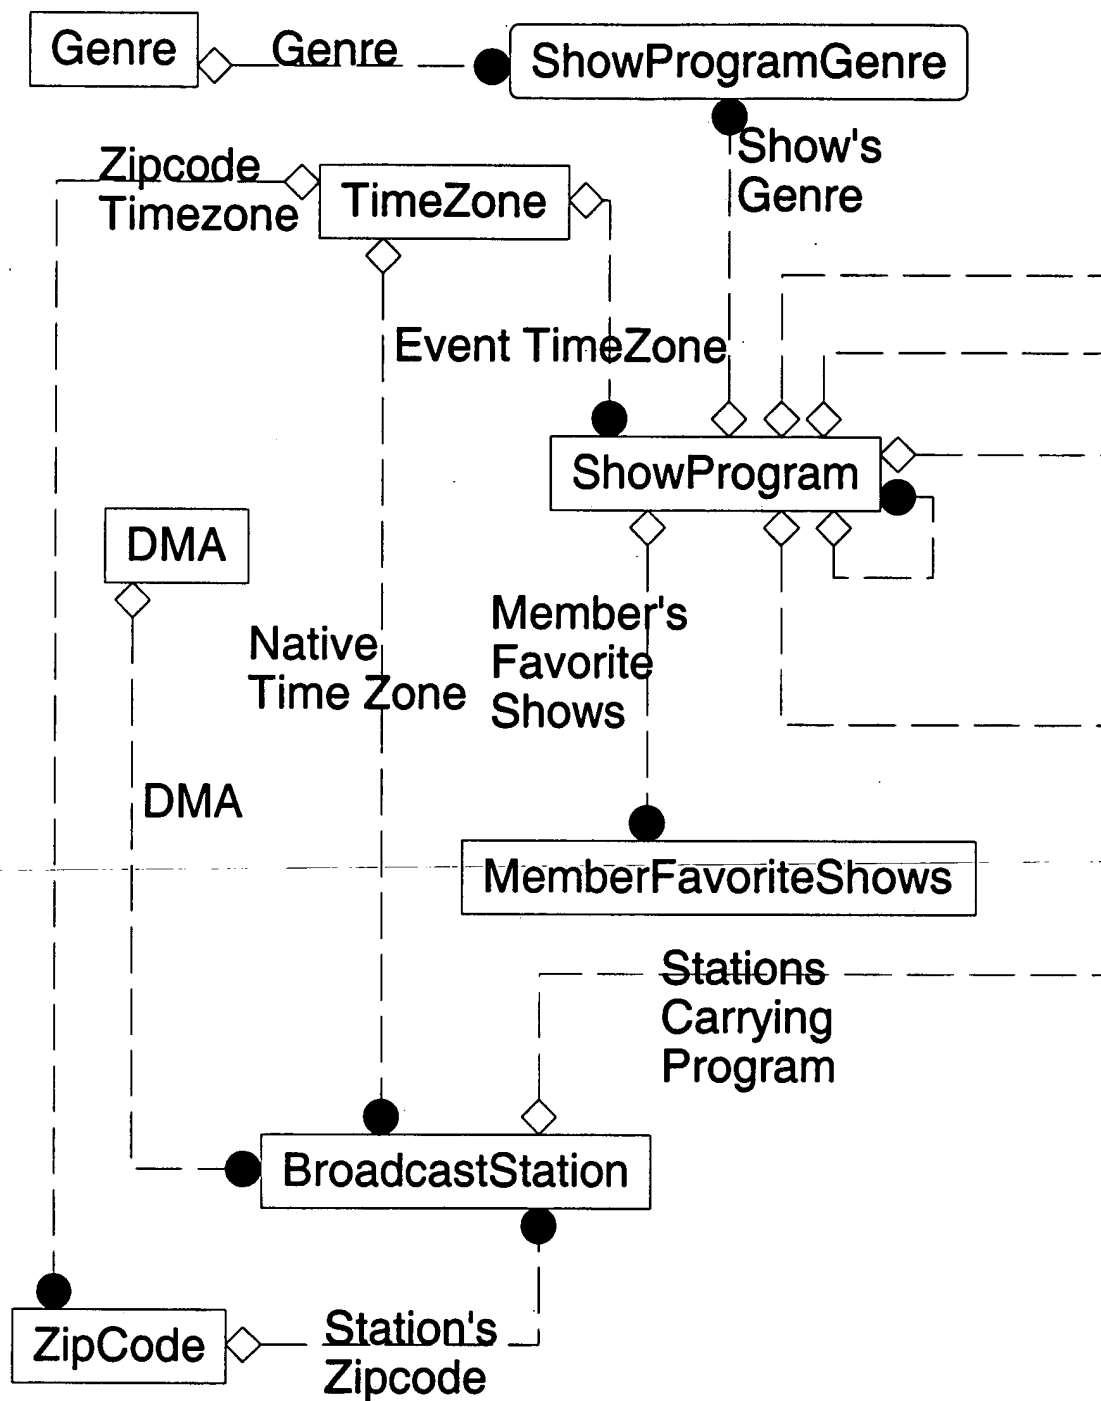 Genre
Genre
ShowProgramGenre
Show's
Genre
Zipcode
Timezone
TimeZone
Event TimeZone
ShowProgram
DMA
Native
Time Zone
Member's
Favorite
Shows
DMA
MemberFavoriteShows
Stations
Carrying
Program
BroadcastStation
ZipCode
Station's
Zipcode